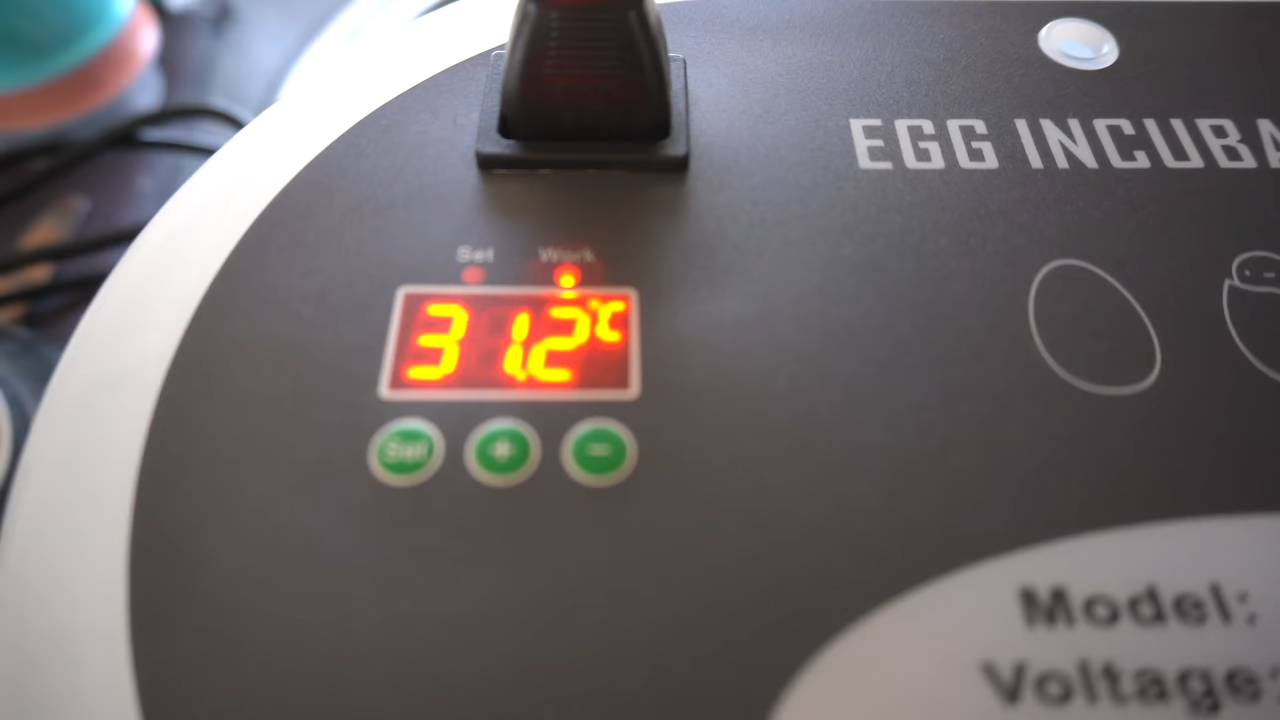 EGG INCUBA
Set Work
31.2°C
Set + -
Model:
Voltage: